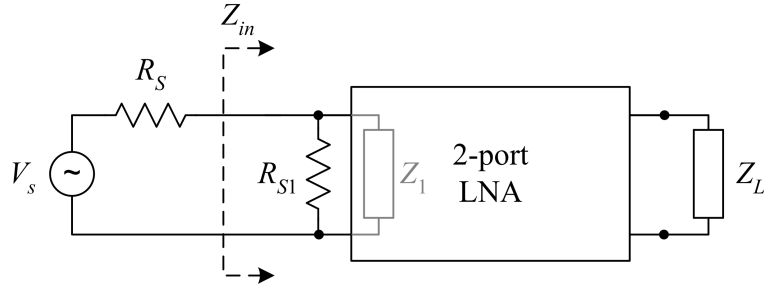 Z_in
R_S
V_s
~
R_S1
Z_1
2-port
LNA
Z_L